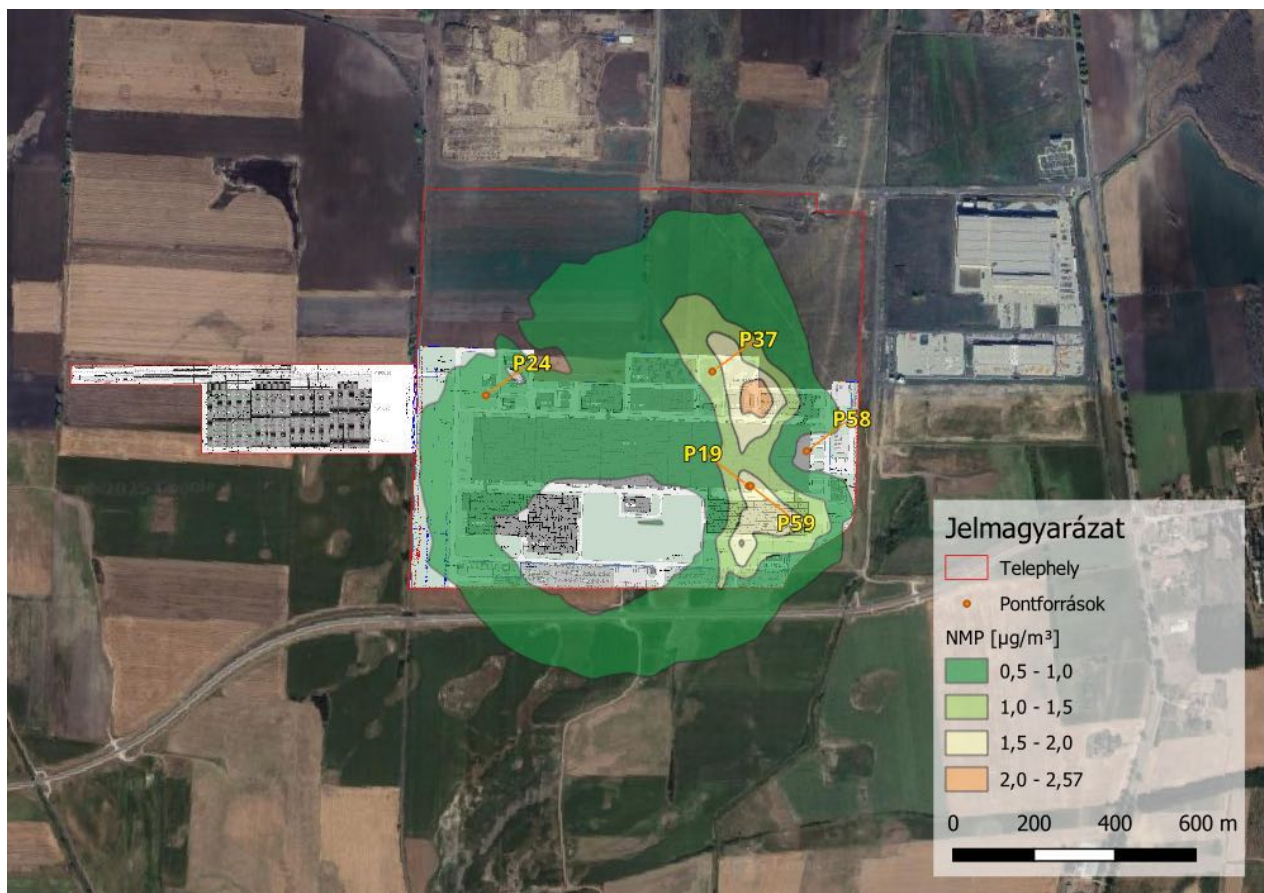 P37
P24
P58
P19
P59
Jelmagyarázat
Telephely
Pontforrások
NMP [µg/m³]
0,5 - 1,0
1,0 - 1,5
1,5 - 2,0
2,0 - 2,57
0 200 400 600 m